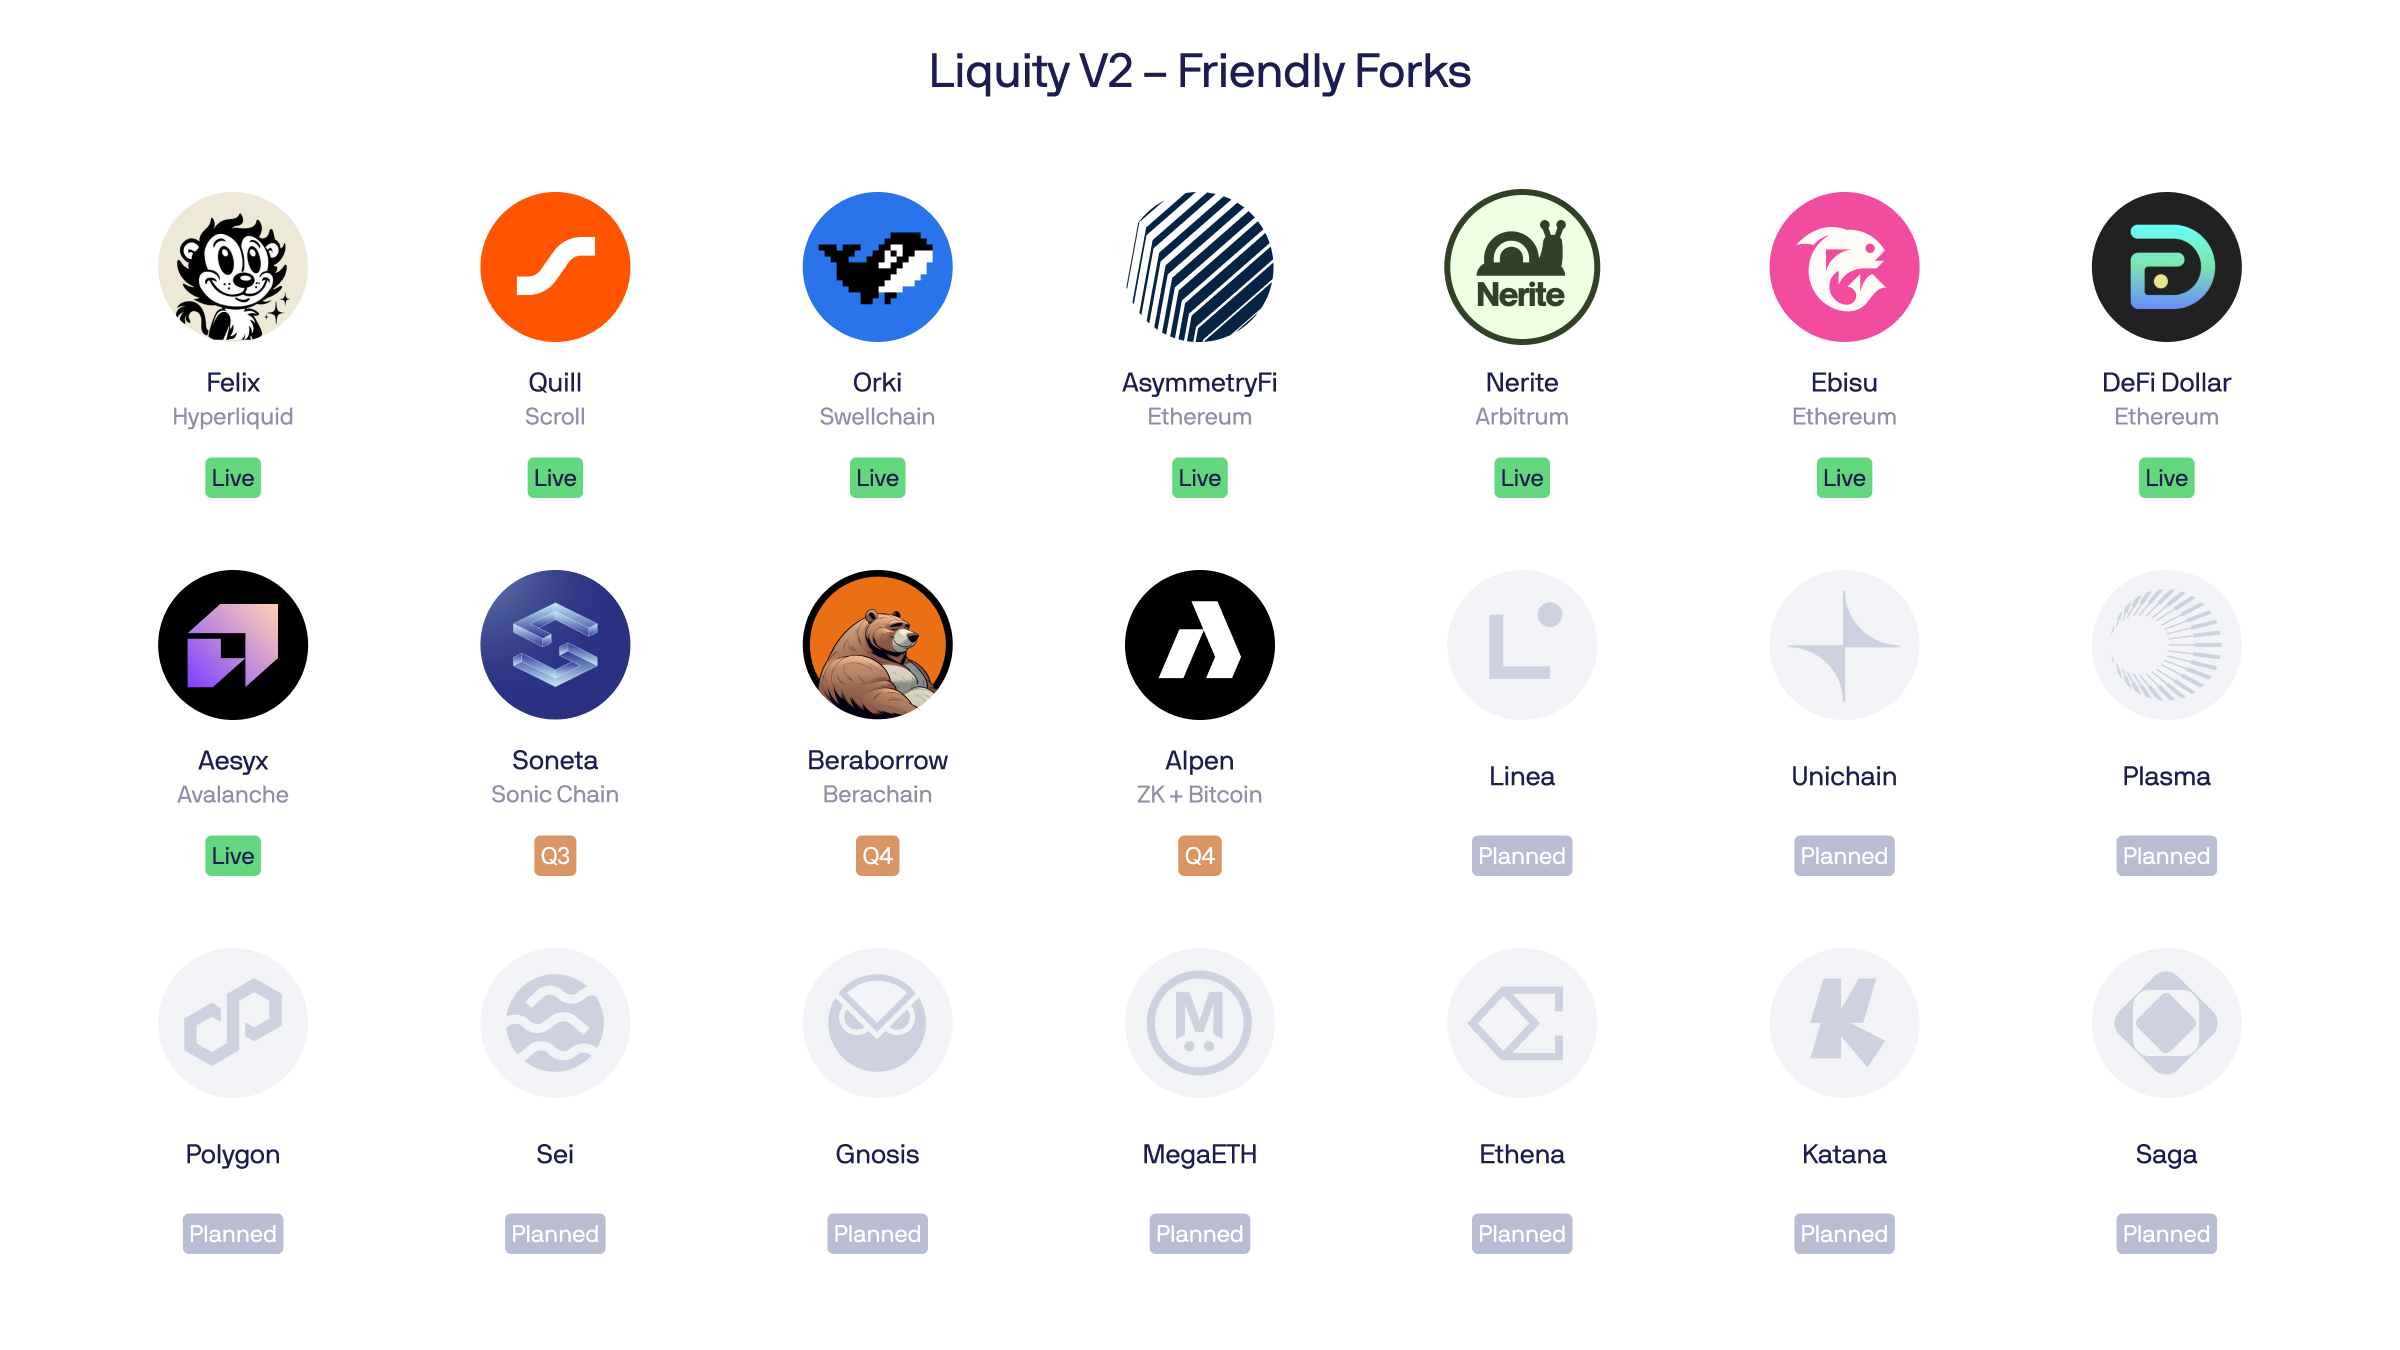 Liquity V2 – Friendly Forks
Nerite
Felix
Hyperliquid
Live
Quill
Scroll
Live
Orki
Swellchain
Live
AsymmetryFi
Ethereum
Live
Nerite
Arbitrum
Live
Ebisu
Ethereum
Live
DeFi Dollar
Ethereum
Live
Aesyx
Avalanche
Live
Soneta
Sonic Chain
Q3
Beraborrow
Berachain
Q4
Alpen
ZK + Bitcoin
Q4
Linea
Planned
Unichain
Planned
Plasma
Planned
Polygon
Planned
Sei
Planned
Gnosis
Planned
M
MegaETH
Planned
Ethena
Planned
Katana
Planned
Saga
Planned